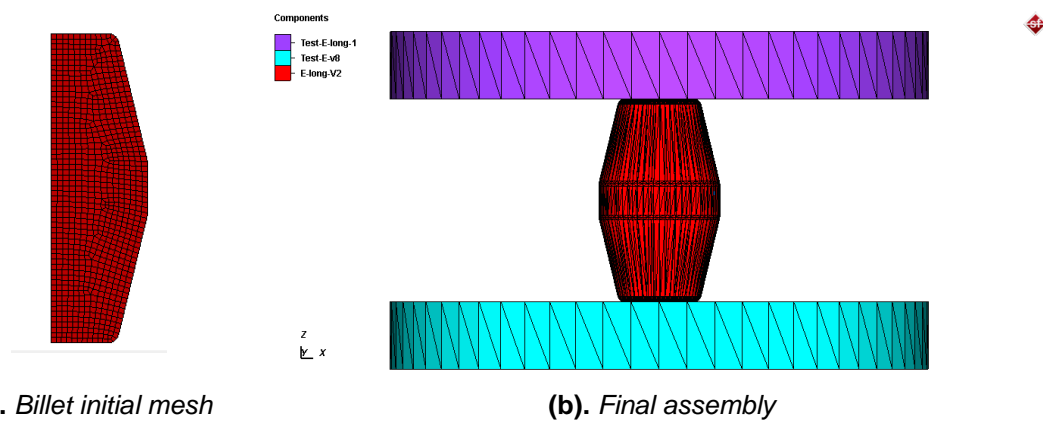 Components
Test-E-long-1
Test-E-v8
E-long-V2
Z
Y X
. Billet initial mesh
(b). Final assembly